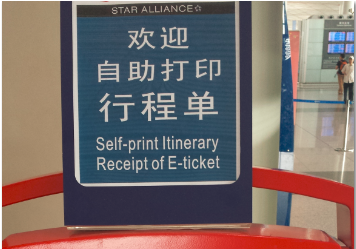 STAR ALLIANCE
欢迎
自助打印
行程单
Self-print Itinerary
Receipt of E-ticket